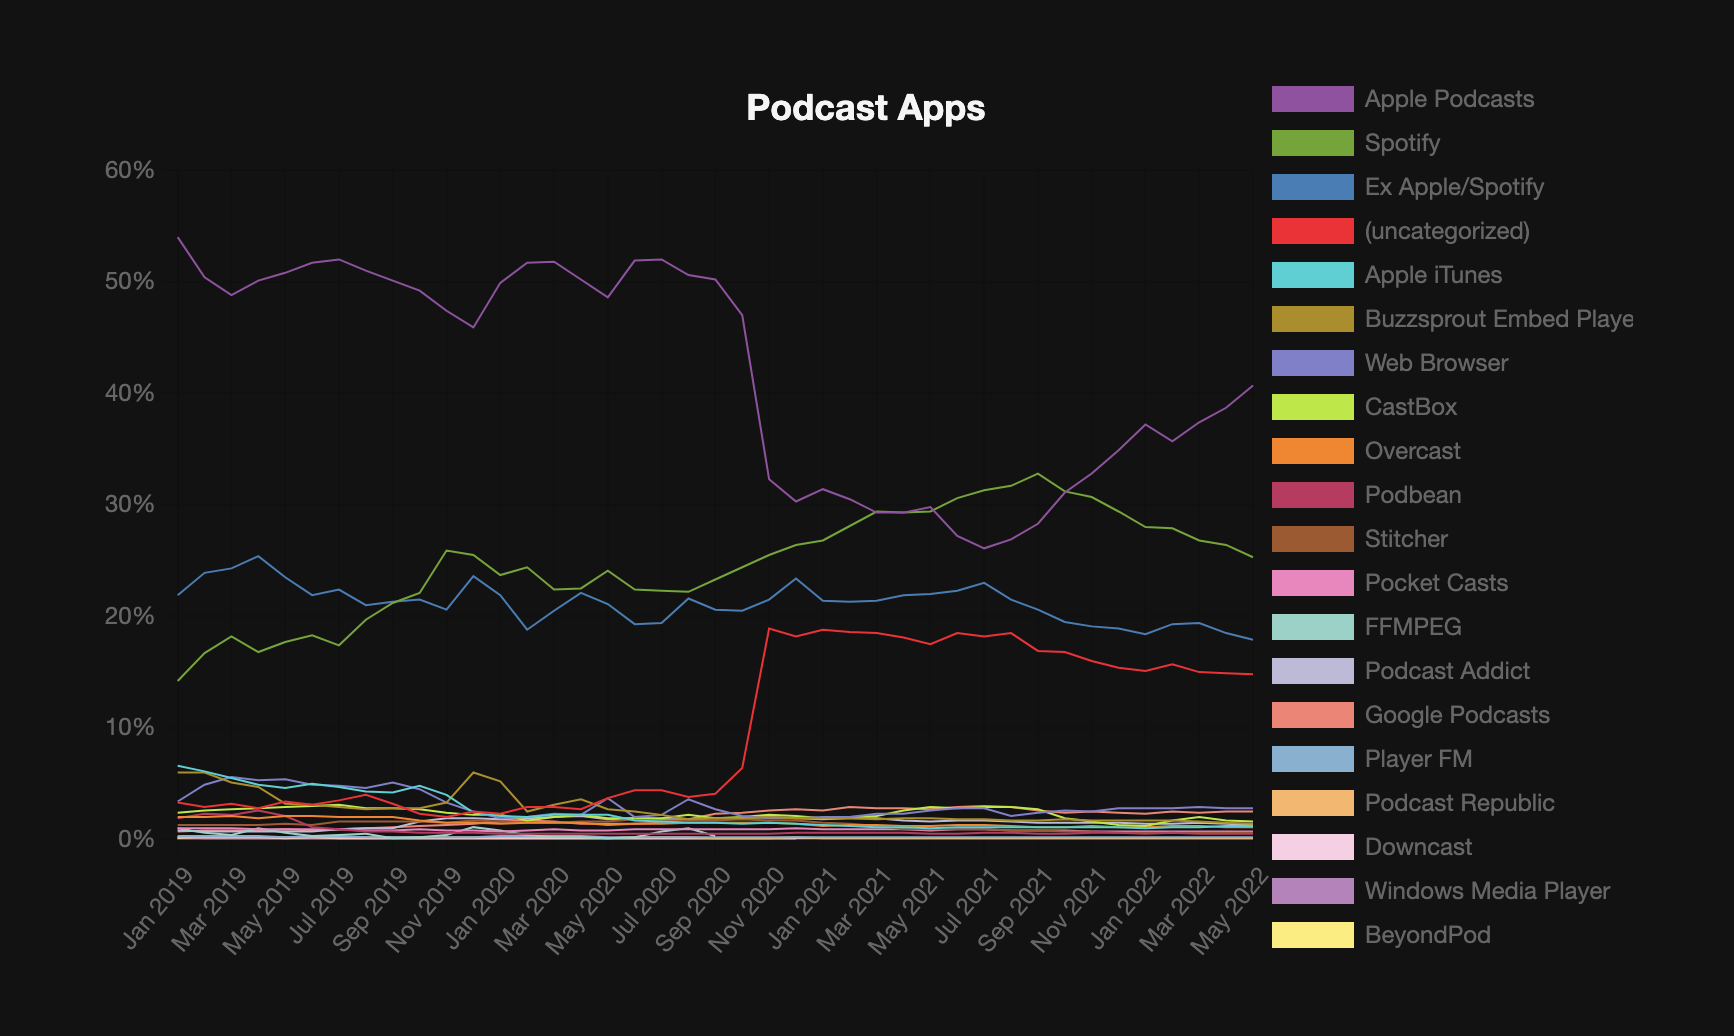 Podcast Apps
60%
50%
40%
30%
20%
10%
0%
Jan 2019
Mar 2019
May 2019
Jul 2019
Sep 2019
Nov 2019
Jan 2020
Mar 2020
May 2020
Jul 2020
Sep 2020
Nov 2020
Jan 2021
Mar 2021
May 2021
Jul 2021
Sep 2021
Nov 2021
Jan 2022
Mar 2022
May 2022
Apple Podcasts
Spotify
Ex Apple/Spotify
(uncategorized)
Apple iTunes
Buzzsprout Embed Playe
Web Browser
CastBox
Overcast
Podbean
Stitcher
Pocket Casts
FFMPEG
Podcast Addict
Google Podcasts
Player FM
Podcast Republic
Downcast
Windows Media Player
BeyondPod